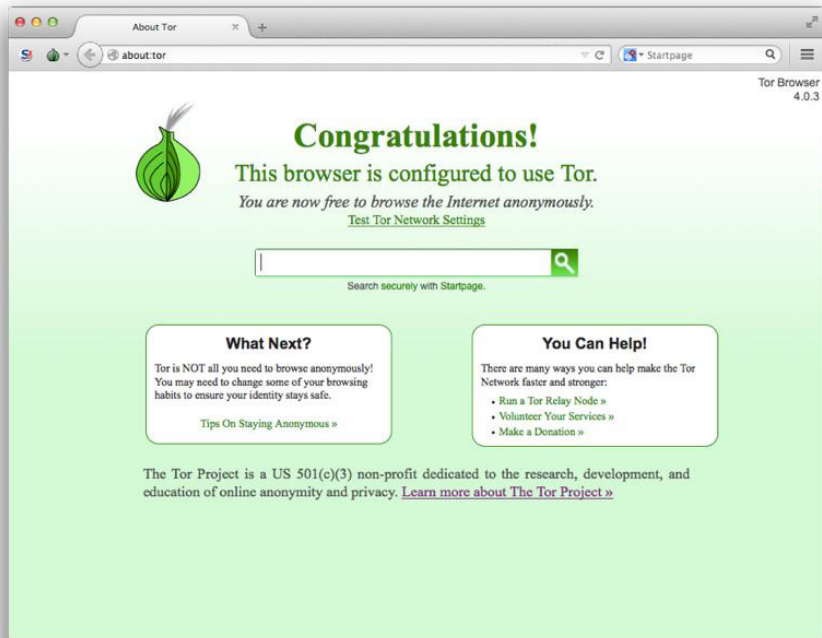 About Tor
about:tor
Startpage
Tor Browser
4.0.3
Congratulations!
This browser is configured to use Tor.
You are now free to browse the Internet anonymously.
Test Tor Network Settings
Search securely with Startpage.
What Next?
Tor is NOT all you need to browse anonymously!
You may need to change some of your browsing
habits to ensure your identity stays safe.
Tips On Staying Anonymous »
You Can Help!
There are many ways you can help make the Tor
Network faster and stronger:
• Run a Tor Relay Node »
• Volunteer Your Services »
• Make a Donation »
The Tor Project is a US 501(c)(3) non-profit dedicated to the research, development, and
education of online anonymity and privacy. Learn more about The Tor Project »